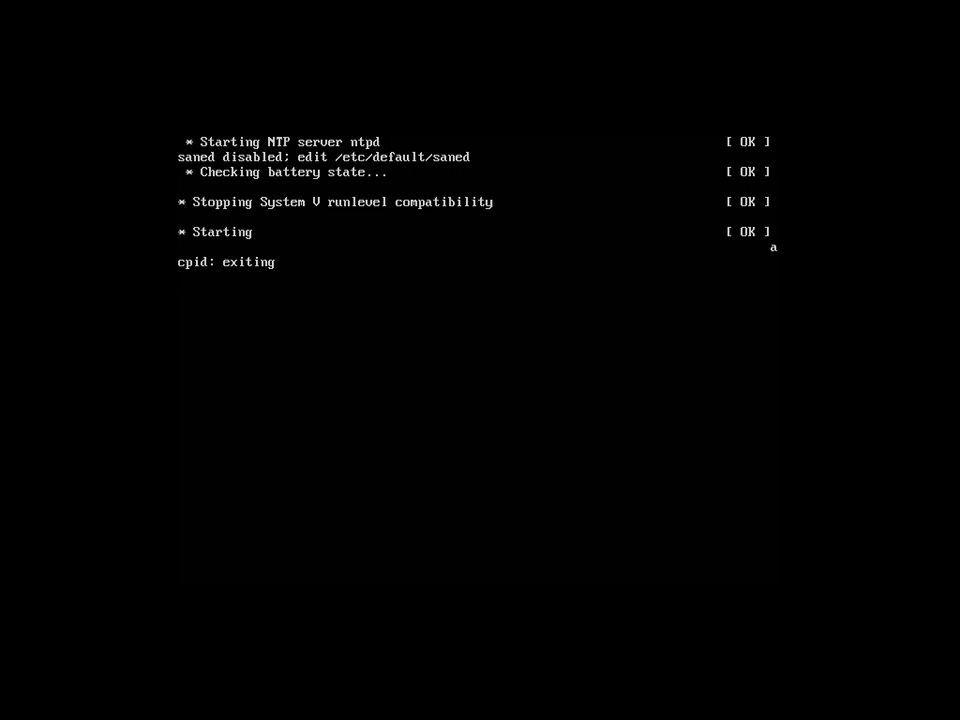 * Starting NTP server ntpd [ OK ]
saned disabled; edit /etc/default/saned
* Checking battery state... [ OK ]
* Stopping System V runlevel compatibility [ OK ]
* Starting [ OK ]
a
cpid: exiting